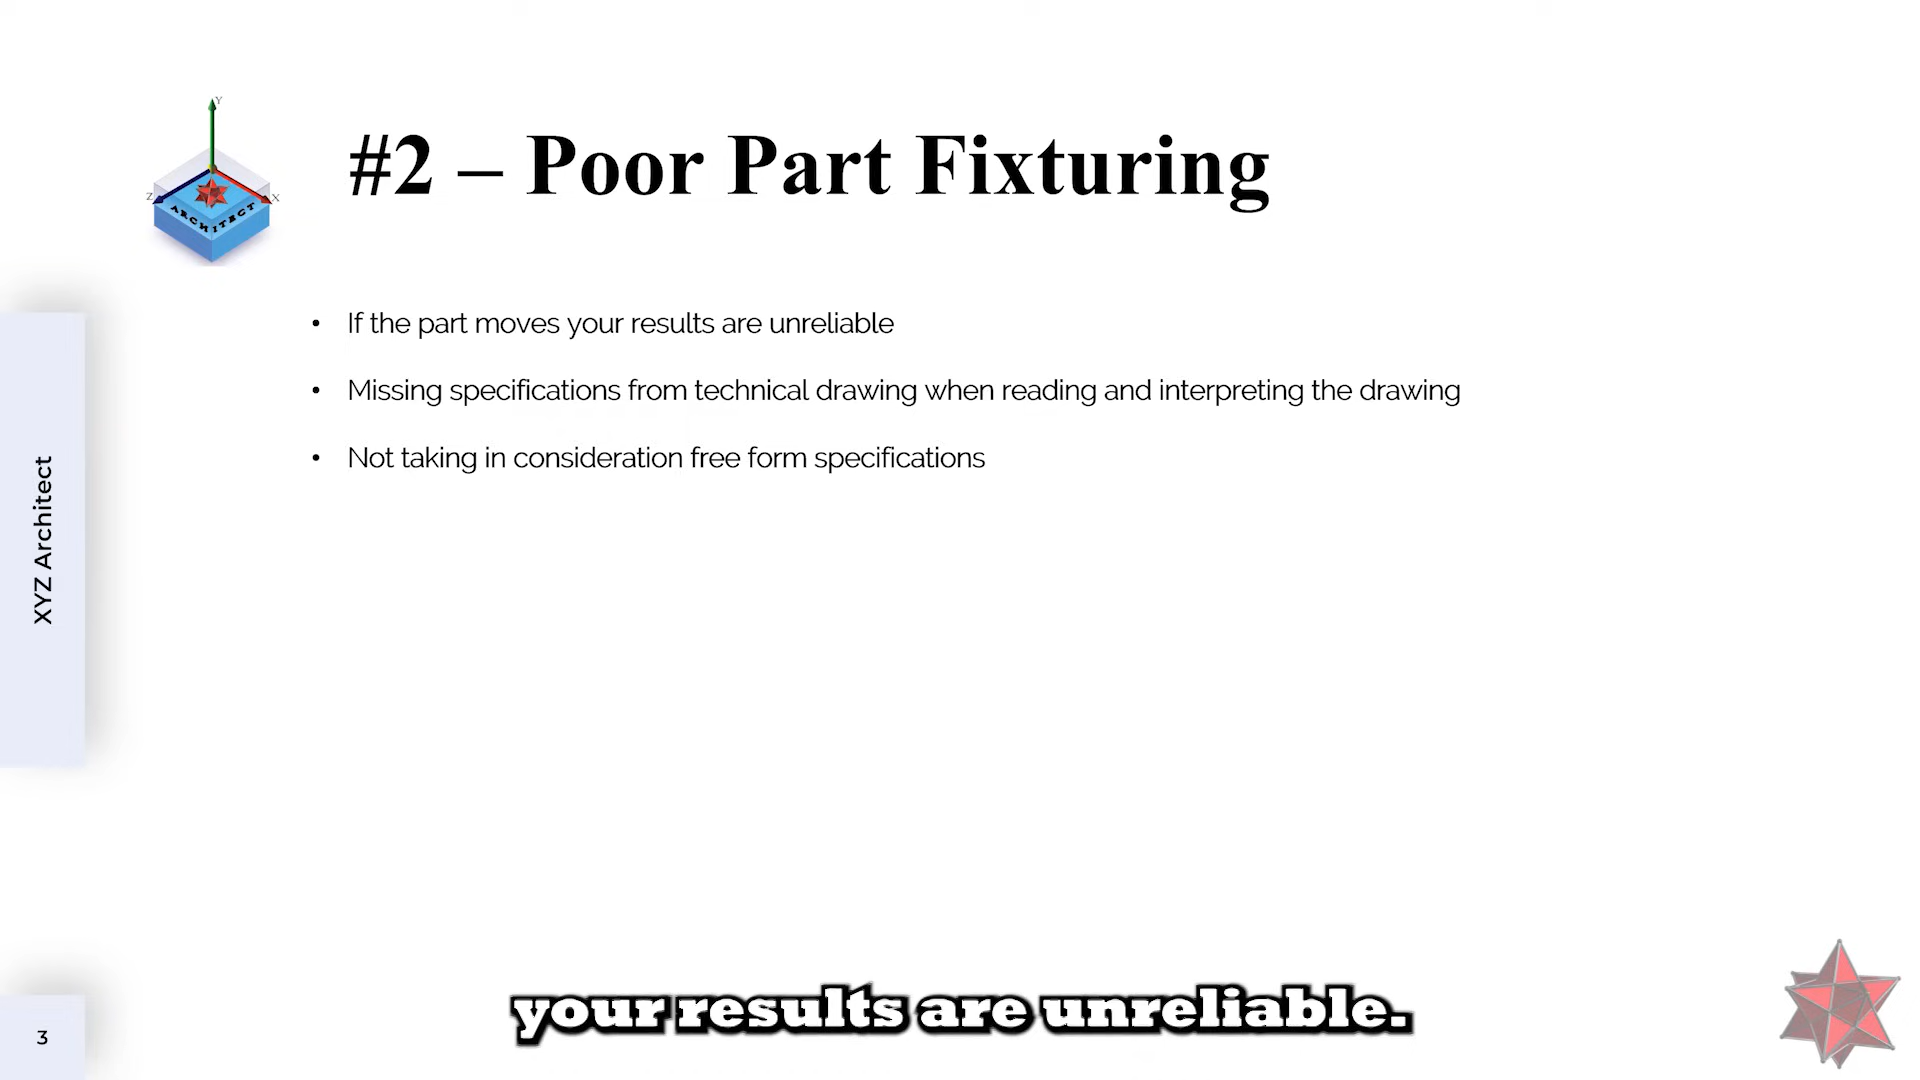 Y
Z
X
ARCHITECT
#2 – Poor Part Fixturing
• If the part moves your results are unreliable
• Missing specifications from technical drawing when reading and interpreting the drawing
• Not taking in consideration free form specifications
XYZ Architect
your results are unreliable.
3